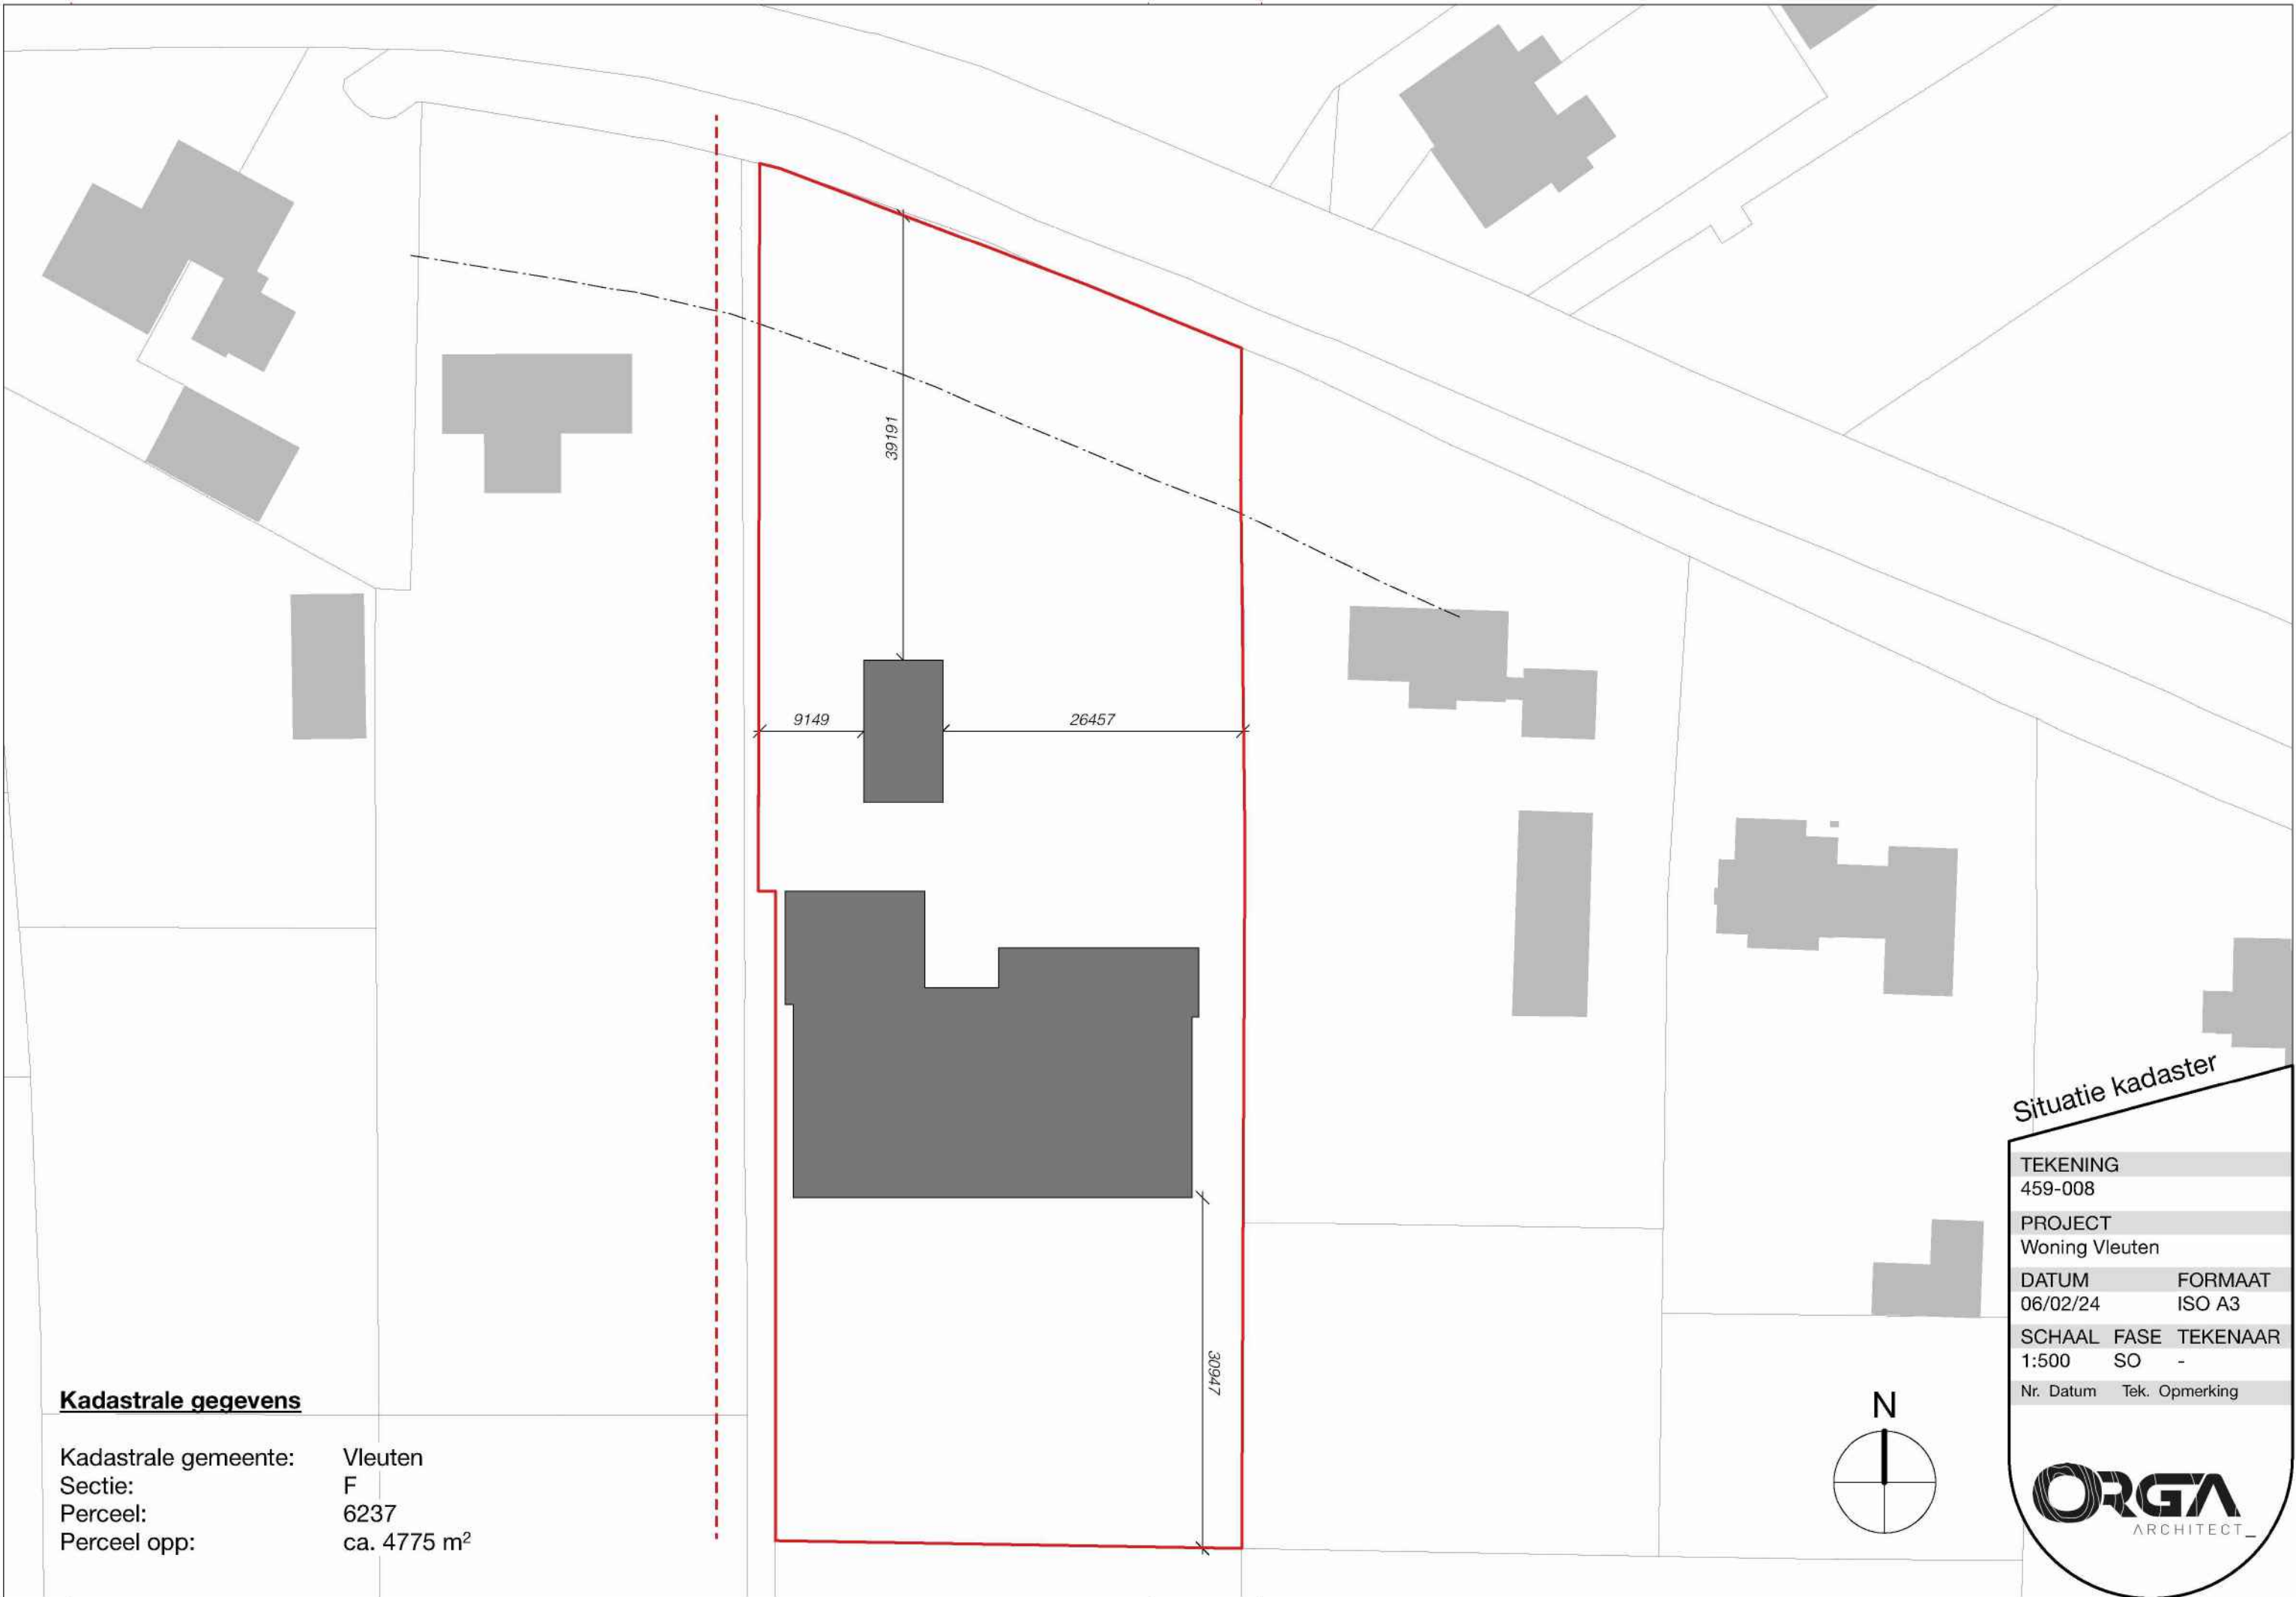 39191
9149
26457
30947
Kadastrale gegevens
Kadastrale gemeente: Vleuten
Sectie: F
Perceel: 6237
Perceel opp: ca. 4775 m²
N
Situatie kadaster
TEKENING
459-008
PROJECT
Woning Vleuten
DATUM FORMAAT
06/02/24 ISO A3
SCHAAL FASE TEKENAAR
1:500 SO -
Nr. Datum Tek. Opmerking
ORGA
ARCHITECT_